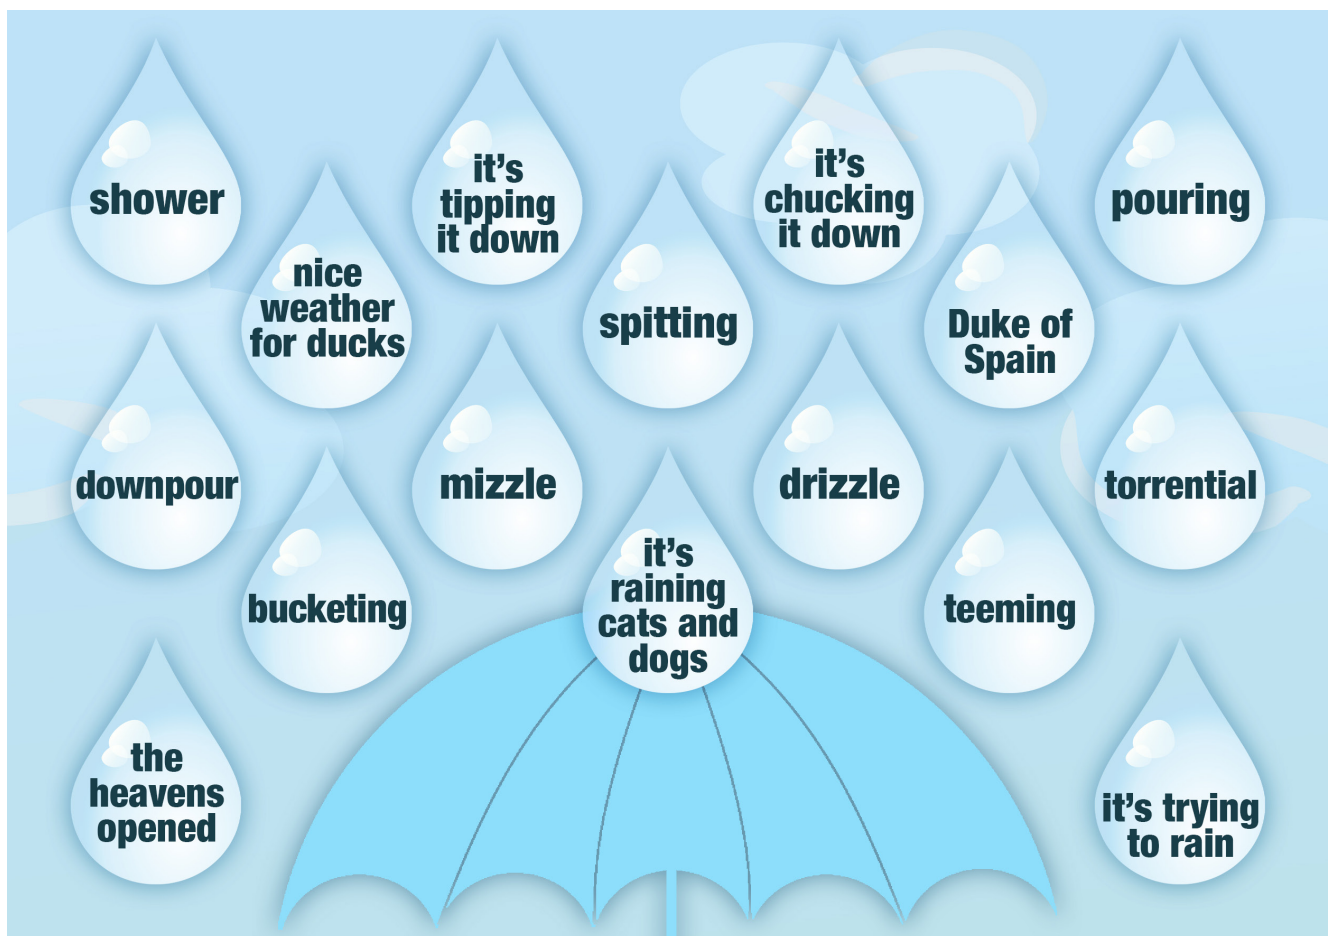 shower
it's
tipping
it down
it's
chucking
it down
pouring
nice
weather
for ducks
spitting
Duke of
Spain
downpour
mizzle
drizzle
torrential
bucketing
it's
raining
cats and
dogs
teeming
the
heavens
opened
it's trying
to rain